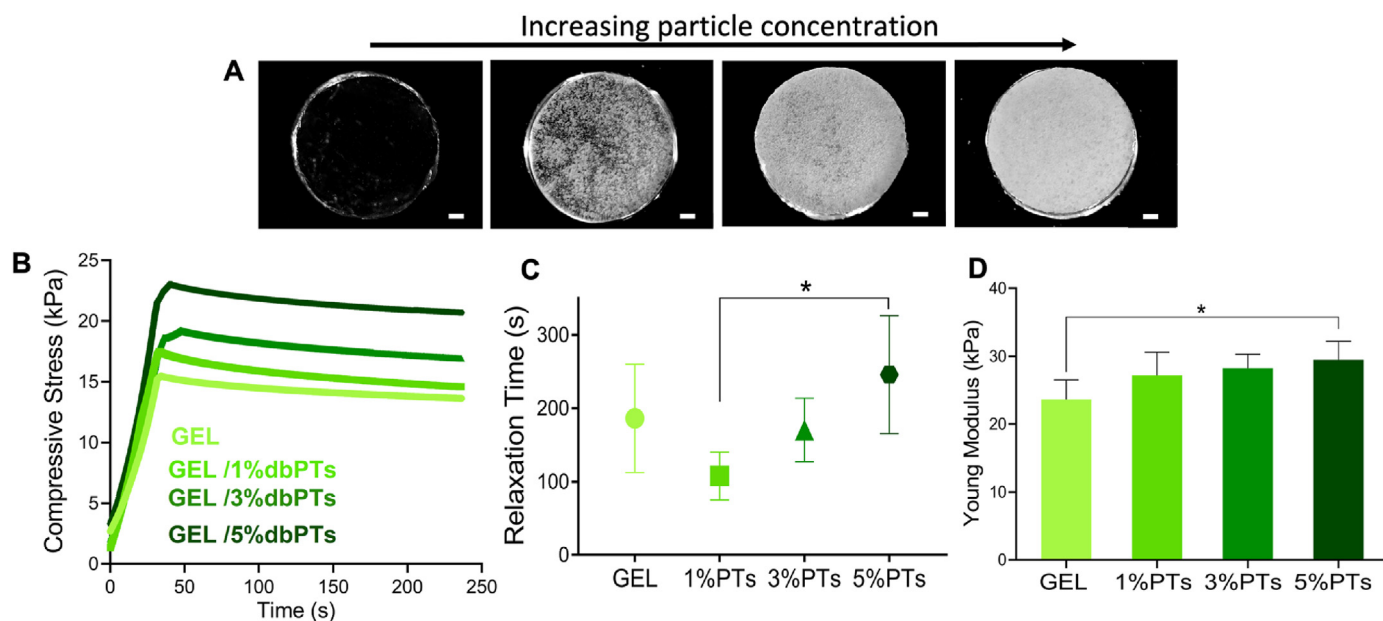 Increasing particle concentration
A
B
Compressive Stress (kPa)
25
20
15
10
5
0
GEL
GEL /1%dbPTs
GEL /3%dbPTs
GEL /5%dbPTs
0
50
100
150
200
250
Time (s)
C
Relaxation Time (s)
300
200
100
0
*
GEL
1%PTs
3%PTs
5%PTs
D
Young Modulus (kPa)
40
30
20
10
0
*
GEL
1%PTs
3%PTs
5%PTs